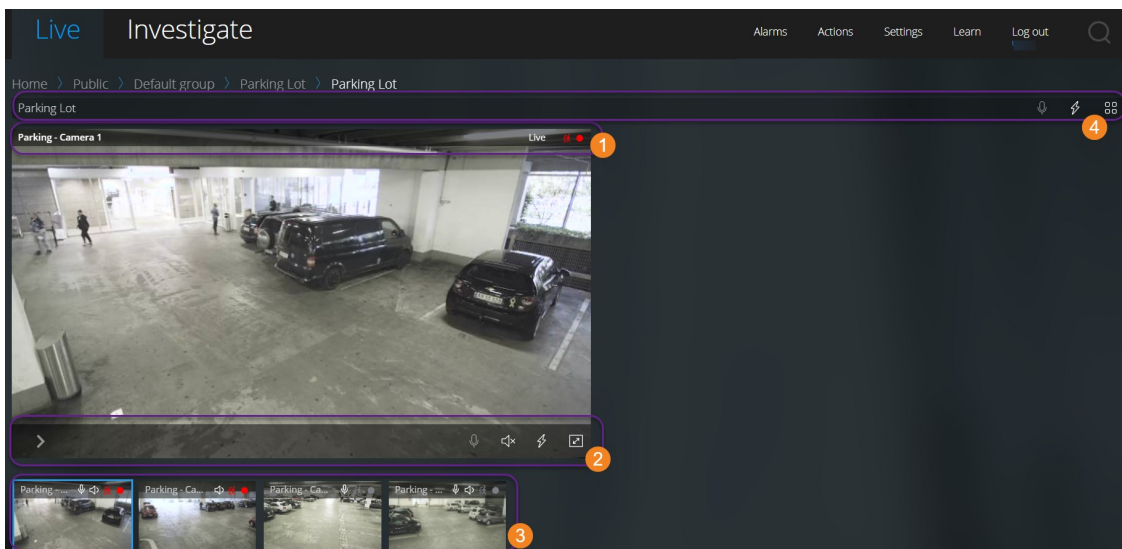 Live Investigate Alarms Actions Settings Learn Log out
Home > Public > Default group > Parking Lot > Parking Lot
Parking Lot
4
Parking - Camera 1 Live
1
2
Parking -... Parking - Ca... Parking - Ca... Parking - ...
3